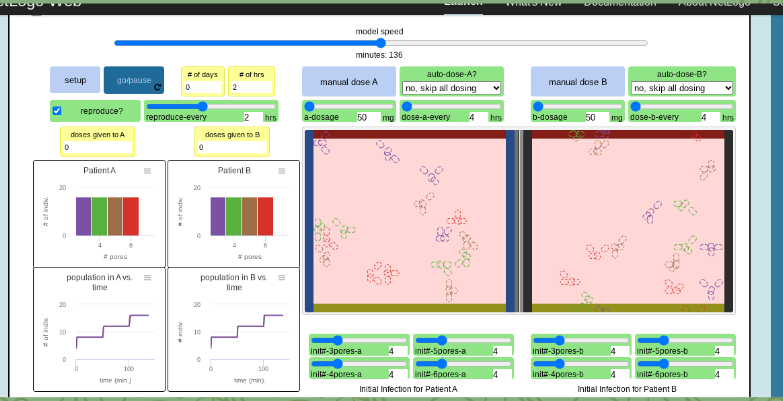 NetLogo Web
Launch What's New Documentation About NetLogo
model speed
minutes: 136
setup go/pause # of days 0 # of hrs 2
manual dose A auto-dose-A? no, skip all dosing
manual dose B auto-dose-B? no, skip all dosing
reproduce? reproduce-every 2 hrs
a-dosage 50 mg dose-a-every 4 hrs
b-dosage 50 mg dose-b-every 4 hrs
doses given to A 0
doses given to B 0
Patient A
# of indiv.
20
0
4 6
# pores
Patient B
# of indiv.
20
0
4 6
# pores
population in A vs.
time
# of indiv.
20
10
0
0 100
time (min.)
population in B vs.
time
# of indiv.
20
10
0
0 100
time (min).
init#-3pores-a 4 init#-5pores-a 4
init#-4pores-a 4 init#-6pores-a 4
Initial Infection for Patient A
init#-3pores-b 4 init#-5pores-b 4
init#-4pores-b 4 init#-6pores-b 4
Initial Infection for Patient B